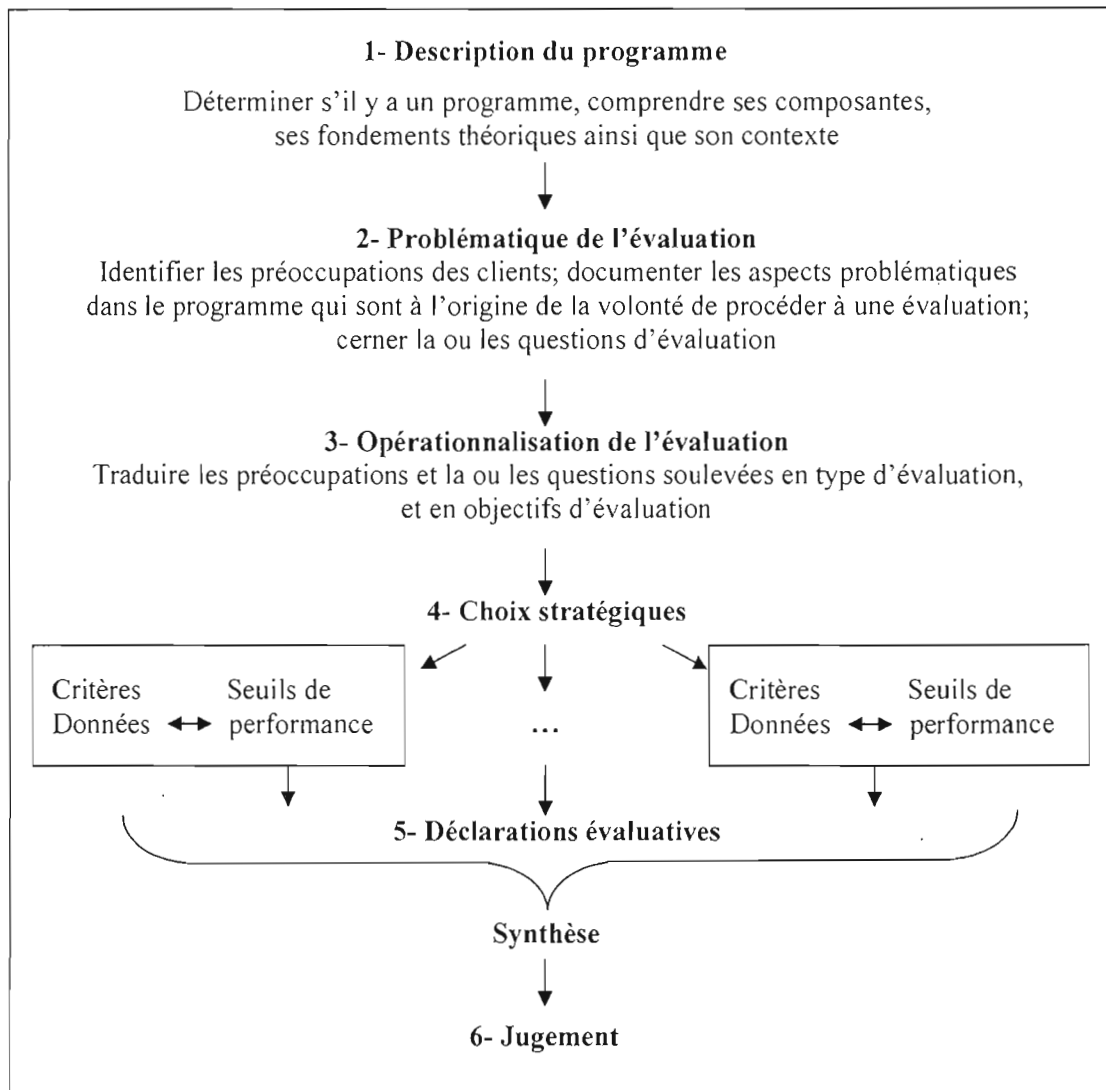 1- Description du programme
Déterminer s'il y a un programme, comprendre ses composantes,
ses fondements théoriques ainsi que son contexte
2- Problématique de l'évaluation
Identifier les préoccupations des clients; documenter les aspects problématiques
dans le programme qui sont à l'origine de la volonté de procéder à une évaluation;
cerner la ou les questions d'évaluation
3- Opérationnalisation de l'évaluation
Traduire les préoccupations et la ou les questions soulevées en type d'évaluation,
et en objectifs d'évaluation
4- Choix stratégiques
Critères Seuils de
Données performance
...
Critères Seuils de
Données performance
5- Déclarations évaluatives
Synthèse
6- Jugement